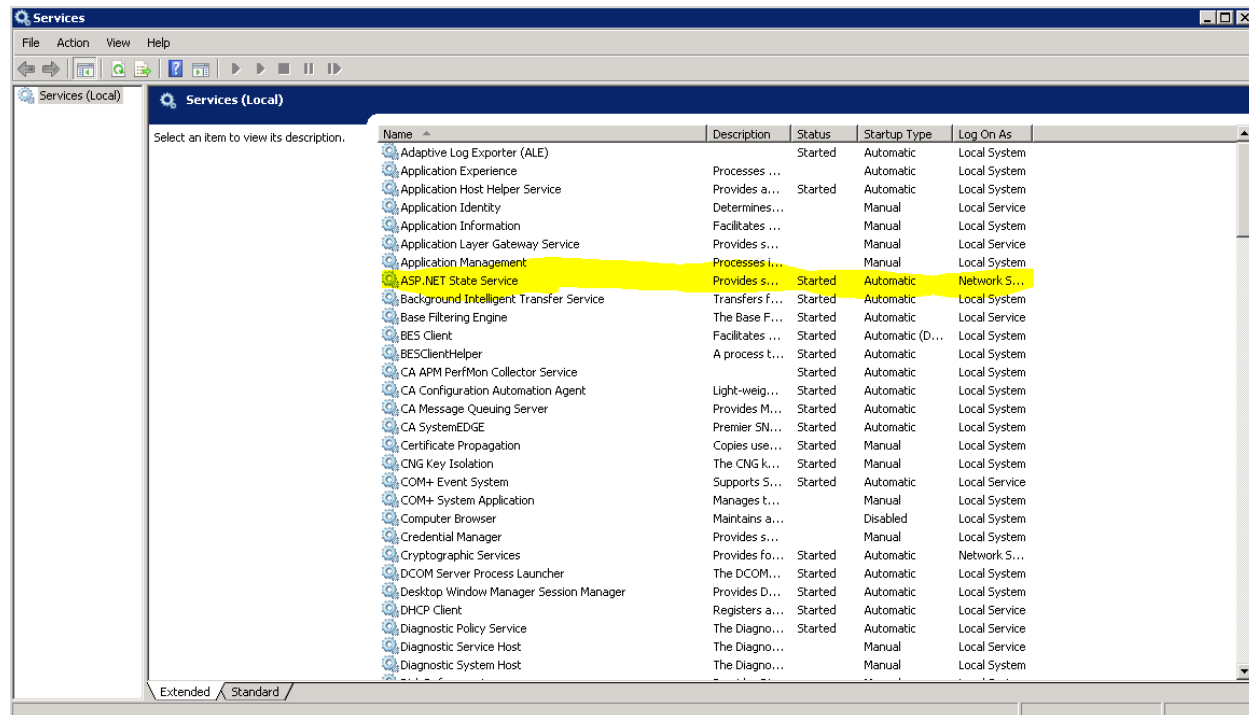 Services
File Action View Help
Services (Local)
Services (Local)
Select an item to view its description.
Name Description Status Startup Type Log On As
Adaptive Log Exporter (ALE) Started Automatic Local System
Application Experience Processes ... Automatic Local System
Application Host Helper Service Provides a... Started Automatic Local System
Application Identity Determines... Manual Local Service
Application Information Facilitates ... Manual Local System
Application Layer Gateway Service Provides s... Manual Local Service
Application Management Processes i... Manual Local System
ASP.NET State Service Provides s... Started Automatic Network S...
Background Intelligent Transfer Service Transfers f... Started Automatic Local System
Base Filtering Engine The Base F... Started Automatic Local Service
BES Client Facilitates ... Started Automatic (D... Local System
BESClientHelper A process t... Started Automatic Local System
CA APM PerfMon Collector Service Started Automatic Local System
CA Configuration Automation Agent Light-weig... Started Automatic Local System
CA Message Queuing Server Provides M... Started Automatic Local System
CA SystemEDGE Premier SN... Started Automatic Local System
Certificate Propagation Copies use... Started Manual Local System
CNG Key Isolation The CNG k... Started Manual Local System
COM+ Event System Supports S... Started Automatic Local Service
COM+ System Application Manages t... Manual Local System
Computer Browser Maintains a... Disabled Local System
Credential Manager Provides s... Manual Local System
Cryptographic Services Provides fo... Started Automatic Network S...
DCOM Server Process Launcher The DCOM... Started Automatic Local System
Desktop Window Manager Session Manager Provides D... Started Automatic Local System
DHCP Client Registers a... Started Automatic Local Service
Diagnostic Policy Service The Diagno... Started Automatic Local Service
Diagnostic Service Host The Diagno... Manual Local Service
Diagnostic System Host The Diagno... Manual Local System
Extended Standard